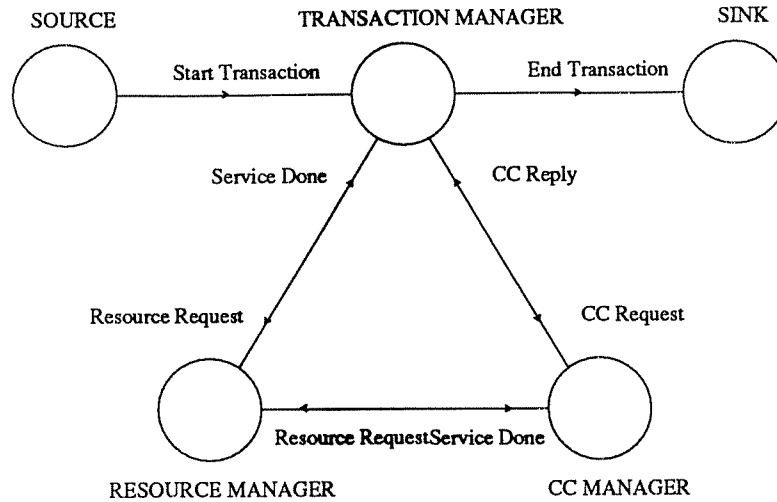 SOURCE
TRANSACTION MANAGER
SINK
Start Transaction
End Transaction
Service Done
CC Reply
Resource Request
CC Request
Resource RequestService Done
RESOURCE MANAGER
CC MANAGER